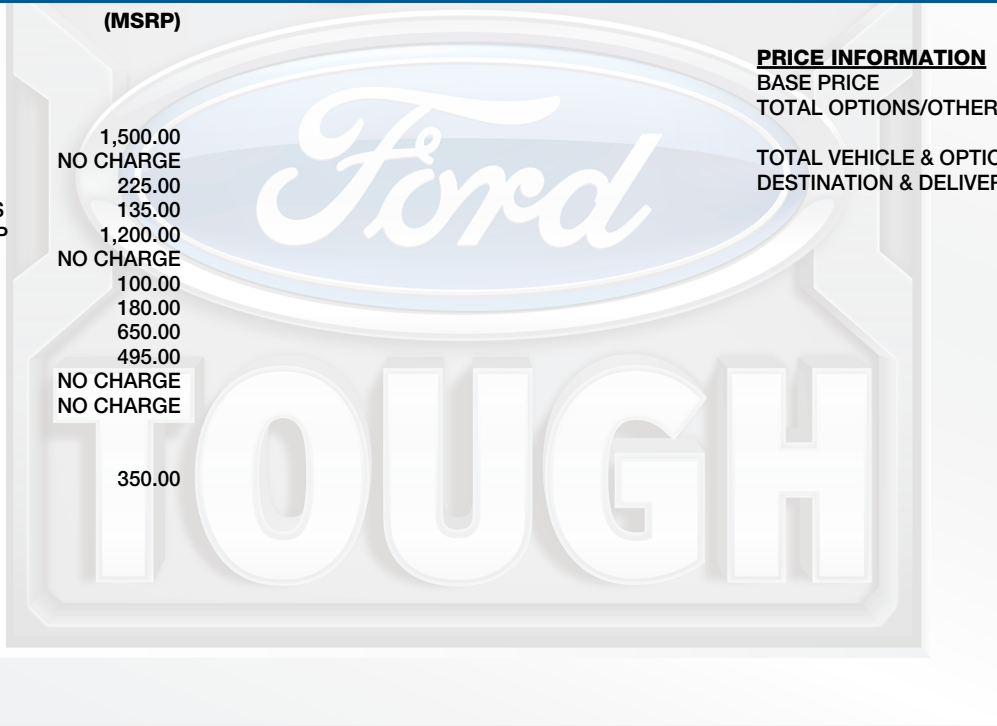 (MSRP)
1,500.00
NO CHARGE
225.00
S 135.00
P 1,200.00
NO CHARGE
100.00
180.00
650.00
495.00
NO CHARGE
NO CHARGE
350.00
PRICE INFORMATION
BASE PRICE
TOTAL OPTIONS/OTHER
TOTAL VEHICLE & OPTIO
DESTINATION & DELIVER
Ford
TOUGH